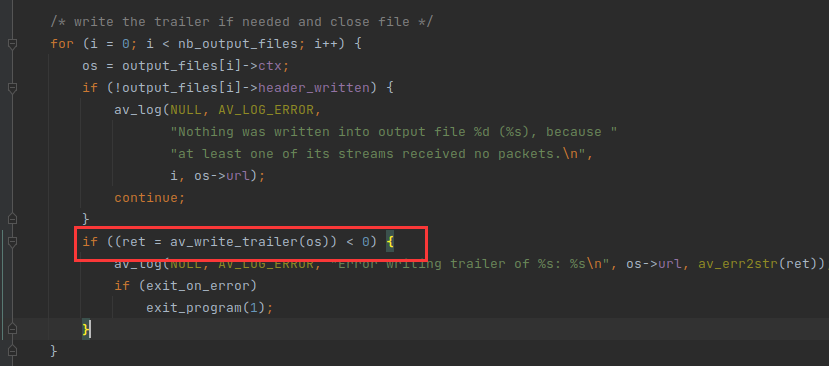 /* write the trailer if needed and close file */
for (i = 0; i < nb_output_files; i++) {
os = output_files[i]->ctx;
if (!output_files[i]->header_written) {
av_log(NULL, AV_LOG_ERROR,
"Nothing was written into output file %d (%s), because "
"at least one of its streams received no packets.\n",
i, os->url);
continue;
}
if ((ret = av_write_trailer(os)) < 0) {
av_log(NULL, AV_LOG_ERROR, "Error writing trailer of %s: %s\n", os->url, av_err2str(ret))
if (exit_on_error)
exit_program(1);
}
}